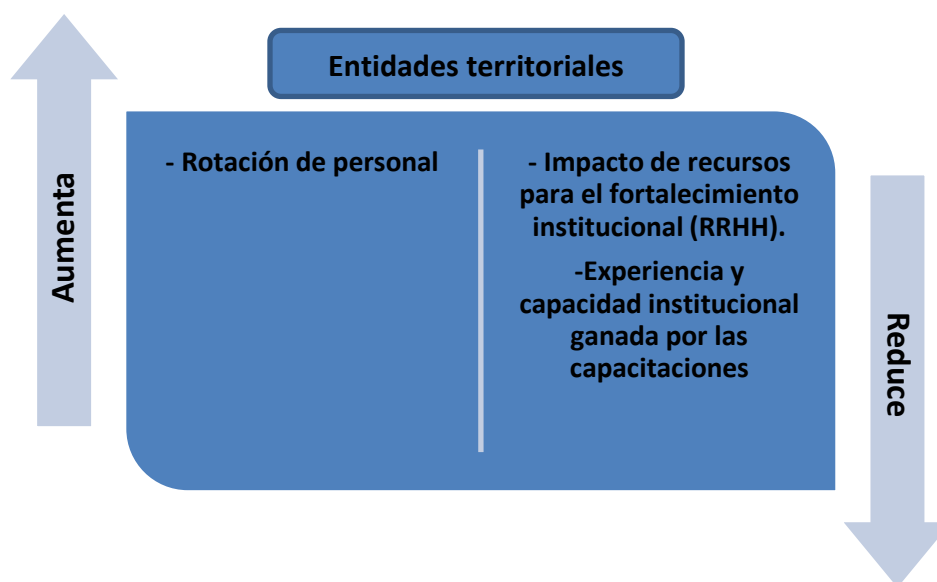 Entidades territoriales
Aumenta
- Rotación de personal
- Impacto de recursos
para el fortalecimiento
institucional (RRHH).
-Experiencia y
capacidad institucional
ganada por las
capacitaciones
Reduce